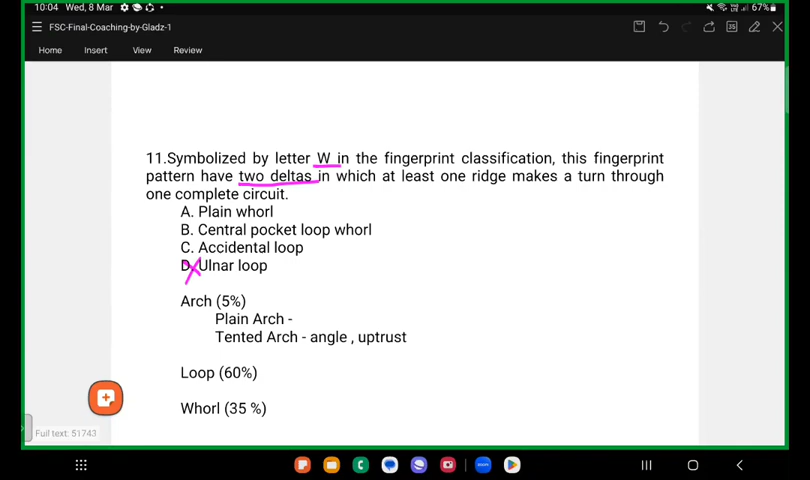 10:04 Wed, 8 Mar 67%
FSC-Final-Coaching-by-Gladz-1
35
Home Insert View Review
11.Symbolized by letter W in the fingerprint classification, this fingerprint
pattern have two deltas in which at least one ridge makes a turn through
one complete circuit.
A. Plain whorl
B. Central pocket loop whorl
C. Accidental loop
D. Ulnar loop
Arch (5%)
Plain Arch -
Tented Arch - angle , uptrust
Loop (60%)
Whorl (35 %)
Full text: 51743
zoom